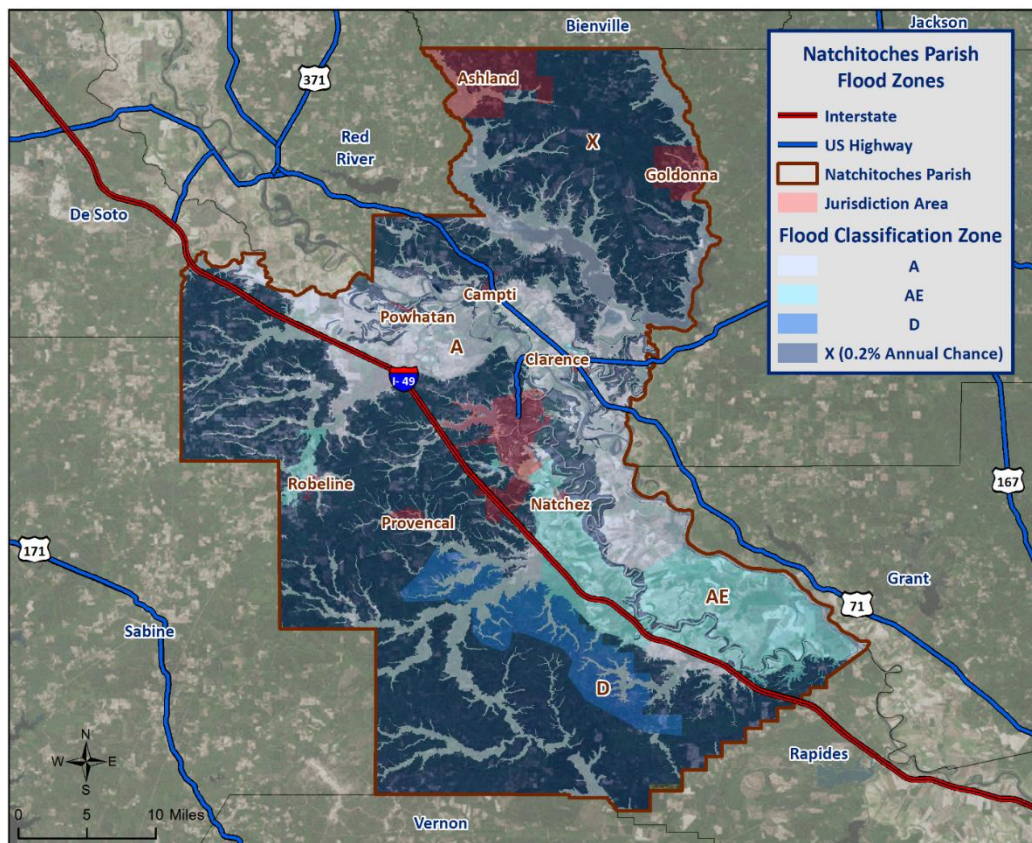 Bienville
Jackson
371
Ashland
Red
River
X
Goldonna
De Soto
Campti
Powhatan
A
Clarence
I-49
Robeline
Natchez
Provencal
167
171
Grant
AE
71
Sabine
D
Rapides
Vernon
N
W E
S
0 5 10 Miles
Natchitoches Parish
Flood Zones
Interstate
US Highway
Natchitoches Parish
Jurisdiction Area
Flood Classification Zone
A
AE
D
X (0.2% Annual Chance)